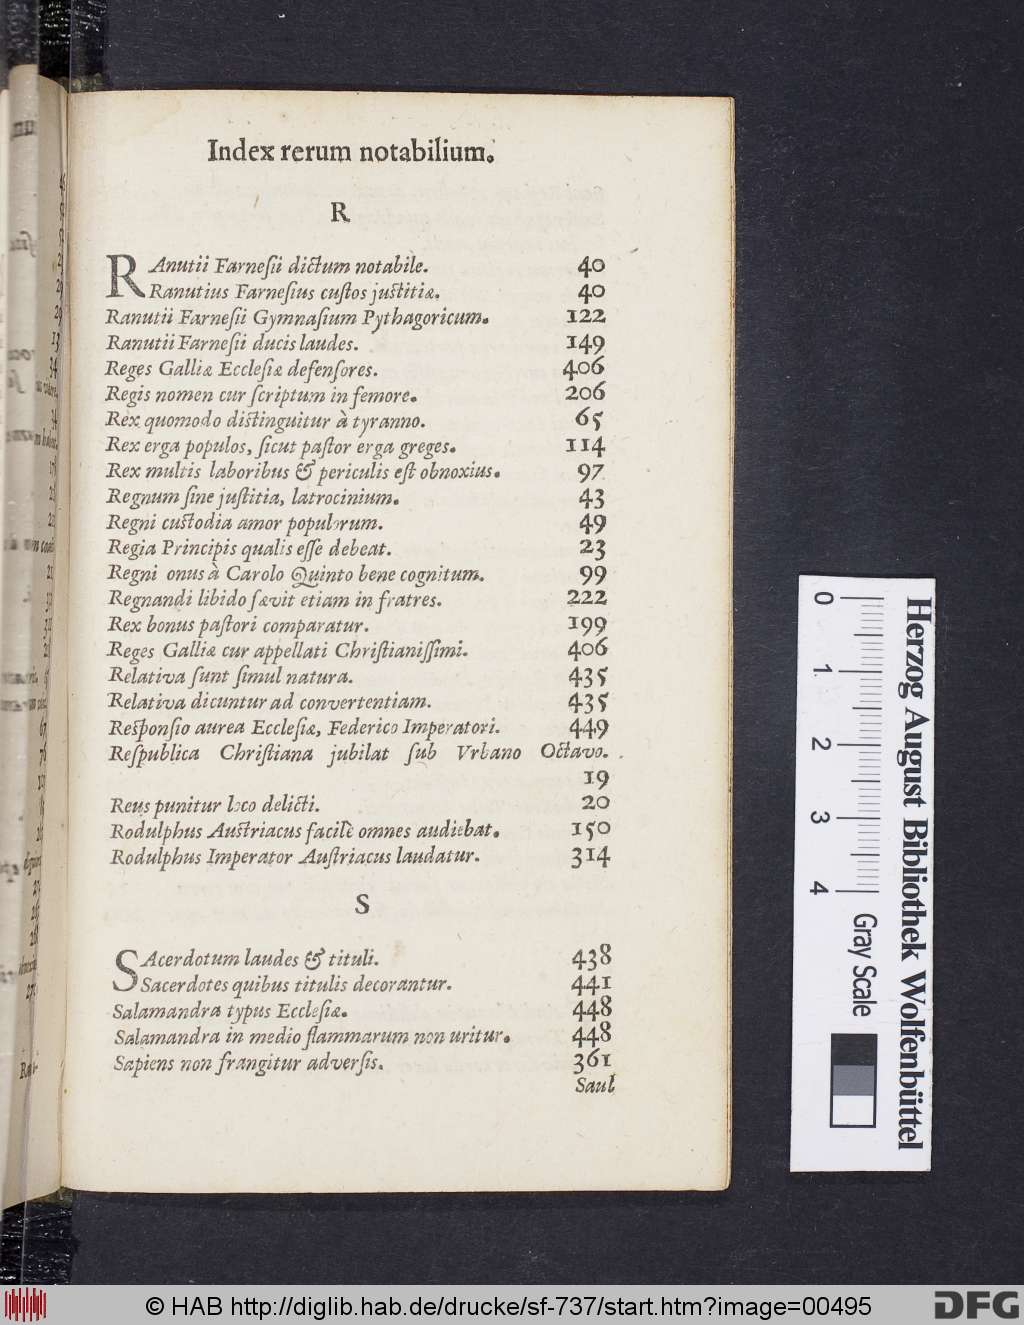 Index rerum notabilium.
R
RAnutii Farnesii dictum notabile. 40
Ranutius Farnesius custos justitiæ. 40
Ranutii Farnesii Gymnasium Pythagoricum. 122
Ranutii Farnesii ducis laudes. 149
Reges Galliæ Ecclesiæ defensores. 406
Regis nomen cur scriptum in femore. 206
Rex quomodo distinguitur à tyranno. 65
Rex erga populos, sicut pastor erga greges. 114
Rex multis laboribus & periculis est obnoxius. 97
Regnum sine justitia, latrocinium. 43
Regni custodia amor populorum. 49
Regia Principis qualis esse debeat. 23
Regni onus à Carolo Quinto bene cognitum. 99
Regnandi libido sævit etiam in fratres. 222
Rex bonus pastori comparatur. 199
Reges Galliæ cur appellati Christianissimi. 406
Relativa sunt simul natura. 435
Relativa dicuntur ad convertentiam. 435
Responsio aurea Ecclesiæ, Federico Imperatori. 449
Respublica Christiana jubilat sub Urbano Octavo.
19
Reus punitur loco delicti. 20
Rodulphus Austriacus facilè omnes audiebat. 150
Rodulphus Imperator Austriacus laudatur. 314
S
SAcerdotum laudes & tituli. 438
Sacerdotes quibus titulis decorantur. 441
Salamandra typus Ecclesiæ. 448
Salamandra in medio flammarum non uritur. 448
Sapiens non frangitur adversis. 361
Saul
0 1 2 3 4
Gray Scale
Herzog August Bibliothek Wolfenbüttel
© HAB http://diglib.hab.de/drucke/sf-737/start.htm?image=00495
DFG